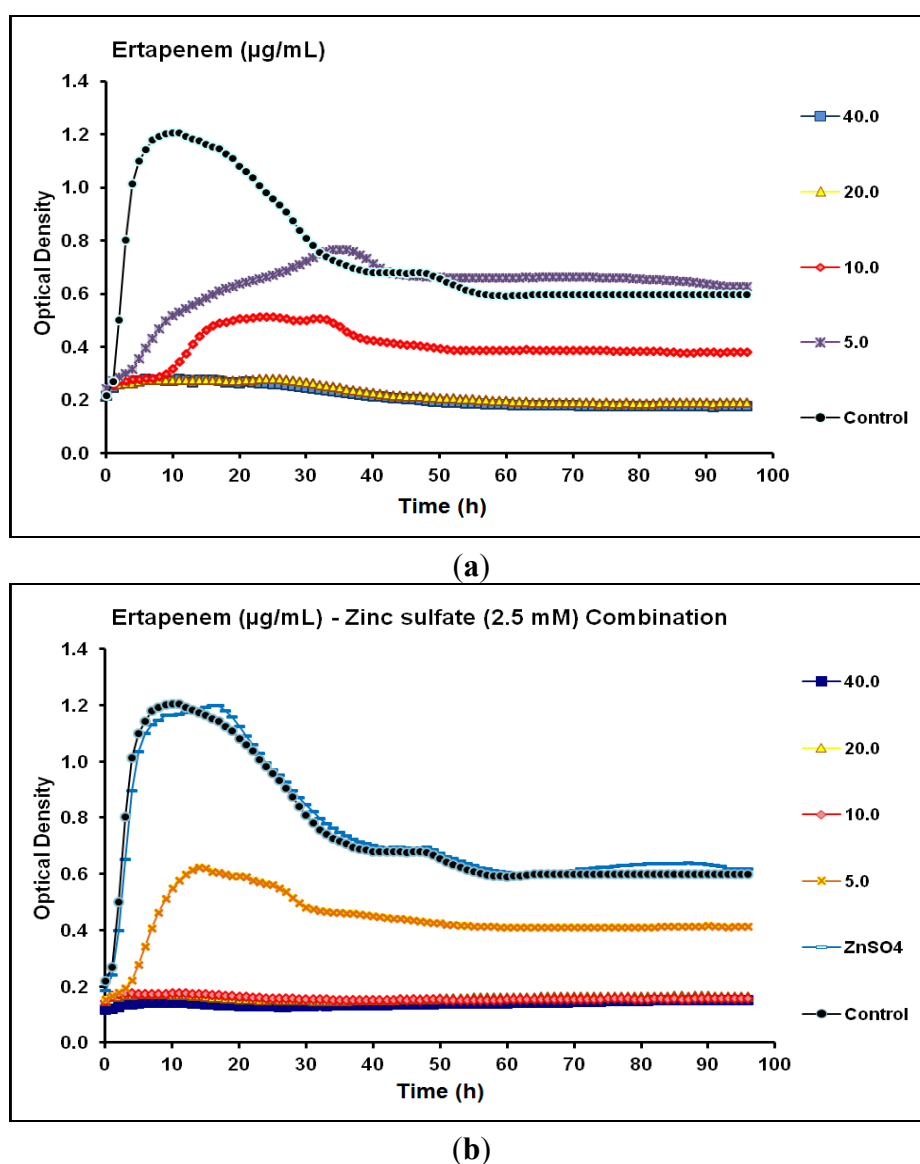 Ertapenem (µg/mL)
1.4
1.2
1.0
0.8
0.6
0.4
0.2
0.0
Optical Density
0 10 20 30 40 50 60 70 80 90 100
Time (h)
40.0
20.0
10.0
5.0
Control
(a)
Ertapenem (µg/mL) - Zinc sulfate (2.5 mM) Combination
1.4
1.2
1.0
0.8
0.6
0.4
0.2
0.0
Optical Density
0 10 20 30 40 50 60 70 80 90 100
Time (h)
40.0
20.0
10.0
5.0
ZnSO4
Control
(b)